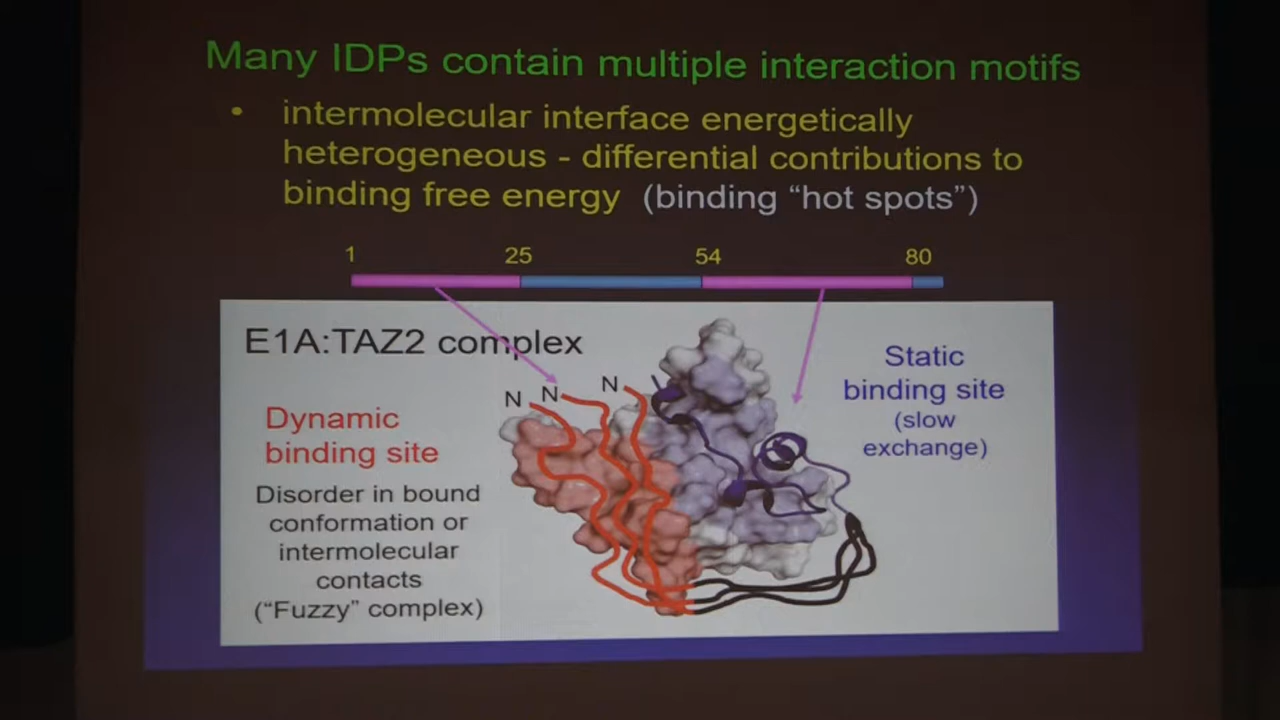 Many IDPs contain multiple interaction motifs
• intermolecular interface energetically
heterogeneous - differential contributions to
binding free energy (binding “hot spots”)
1 25 54 80
E1A:TAZ2 complex
N N N
Dynamic
binding site
Disorder in bound
conformation or
intermolecular
contacts
(“Fuzzy” complex)
Static
binding site
(slow
exchange)